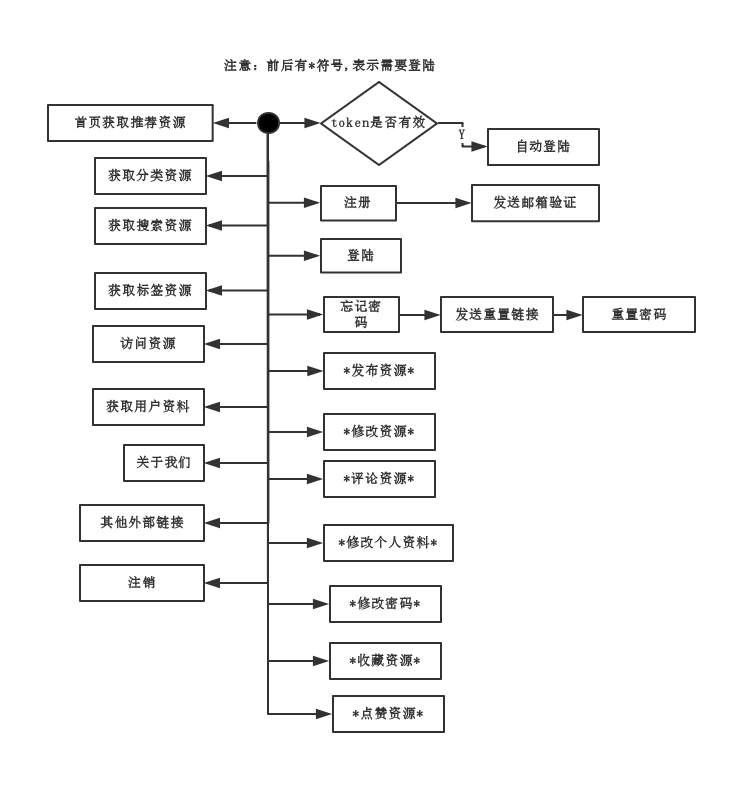 注意：前后有*符号,表示需要登陆
首页获取推荐资源
token是否有效
Y
自动登陆
获取分类资源
注册
发送邮箱验证
获取搜索资源
登陆
获取标签资源
忘记密
码
发送重置链接
重置密码
访问资源
*发布资源*
获取用户资料
*修改资源*
关于我们
*评论资源*
其他外部链接
*修改个人资料*
注销
*修改密码*
*收藏资源*
*点赞资源*